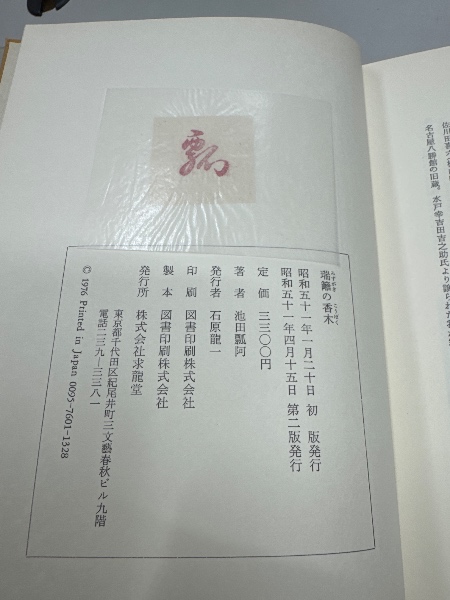 名古屋八勝館の旧蔵。水戸幸吉田吉之助氏より譲られた
瑞籬の香木
昭和五十一年一月二十日 初 版発行
昭和五十一年四月十五日 第二版発行
定 価 三三〇〇円
著 者 池田瓢阿
発行者 石原龍一
印 刷 図書印刷株式会社
製 本 図書印刷株式会社
発行所 株式会社求龍堂
東京都千代田区紀尾井町三文藝春秋ビル九階
電話二三九―三三八一
© 1976 Printed in Japan 0095-7601-1328
瓢